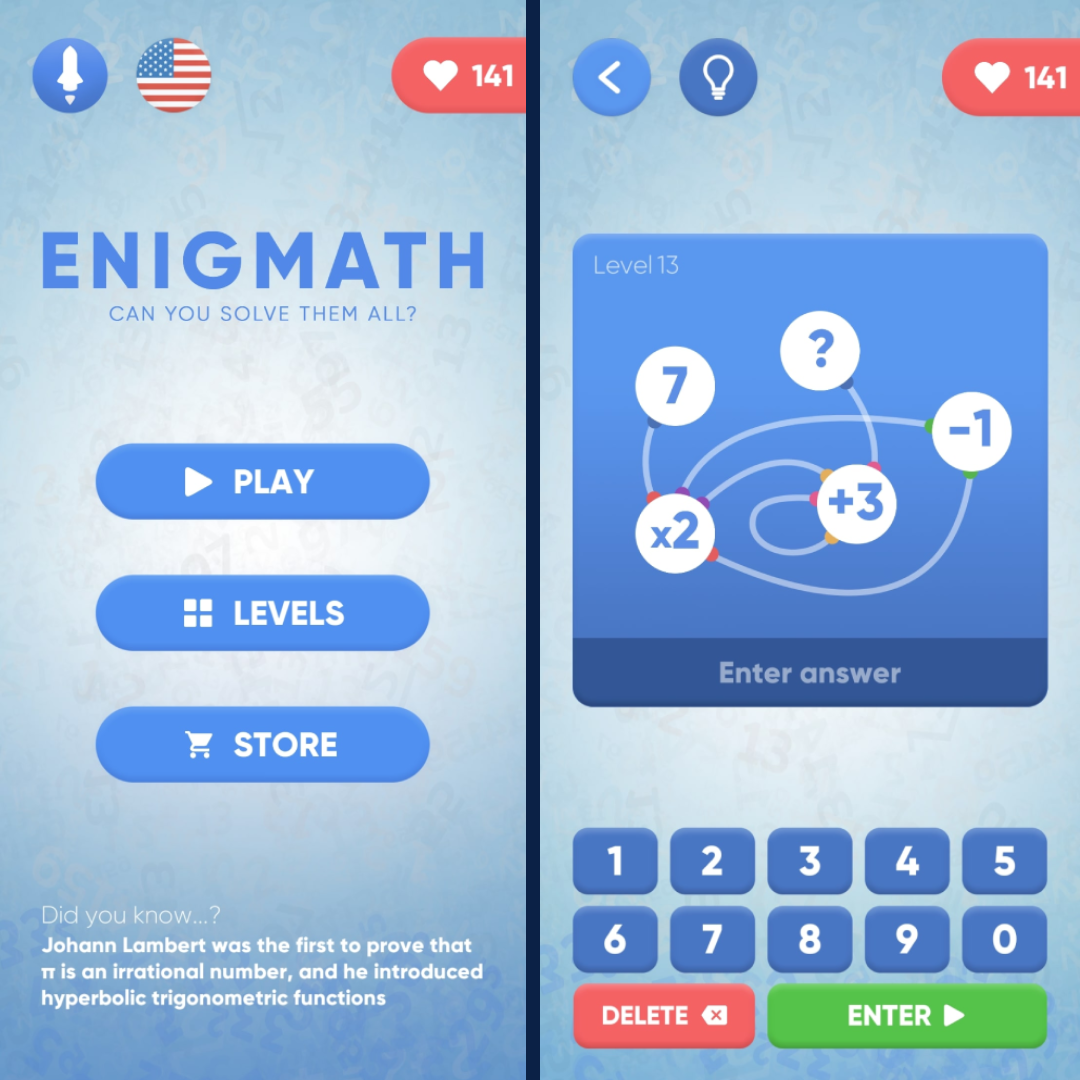 141
ENIGMATH
CAN YOU SOLVE THEM ALL?
PLAY
LEVELS
STORE
Did you know...?
Johann Lambert was the first to prove that
π is an irrational number, and he introduced
hyperbolic trigonometric functions
141
Level 13
?
7
-1
+3
x2
Enter answer
1 2 3 4 5
6 7 8 9 0
DELETE ENTER